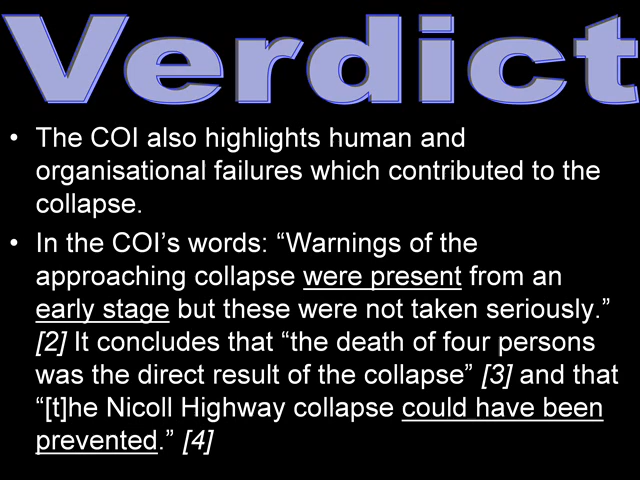 Verdict
• The COI also highlights human and
organisational failures which contributed to the
collapse.
• In the COI’s words: “Warnings of the
approaching collapse were present from an
early stage but these were not taken seriously.”
[2] It concludes that “the death of four persons
was the direct result of the collapse” [3] and that
“[t]he Nicoll Highway collapse could have been
prevented.” [4]